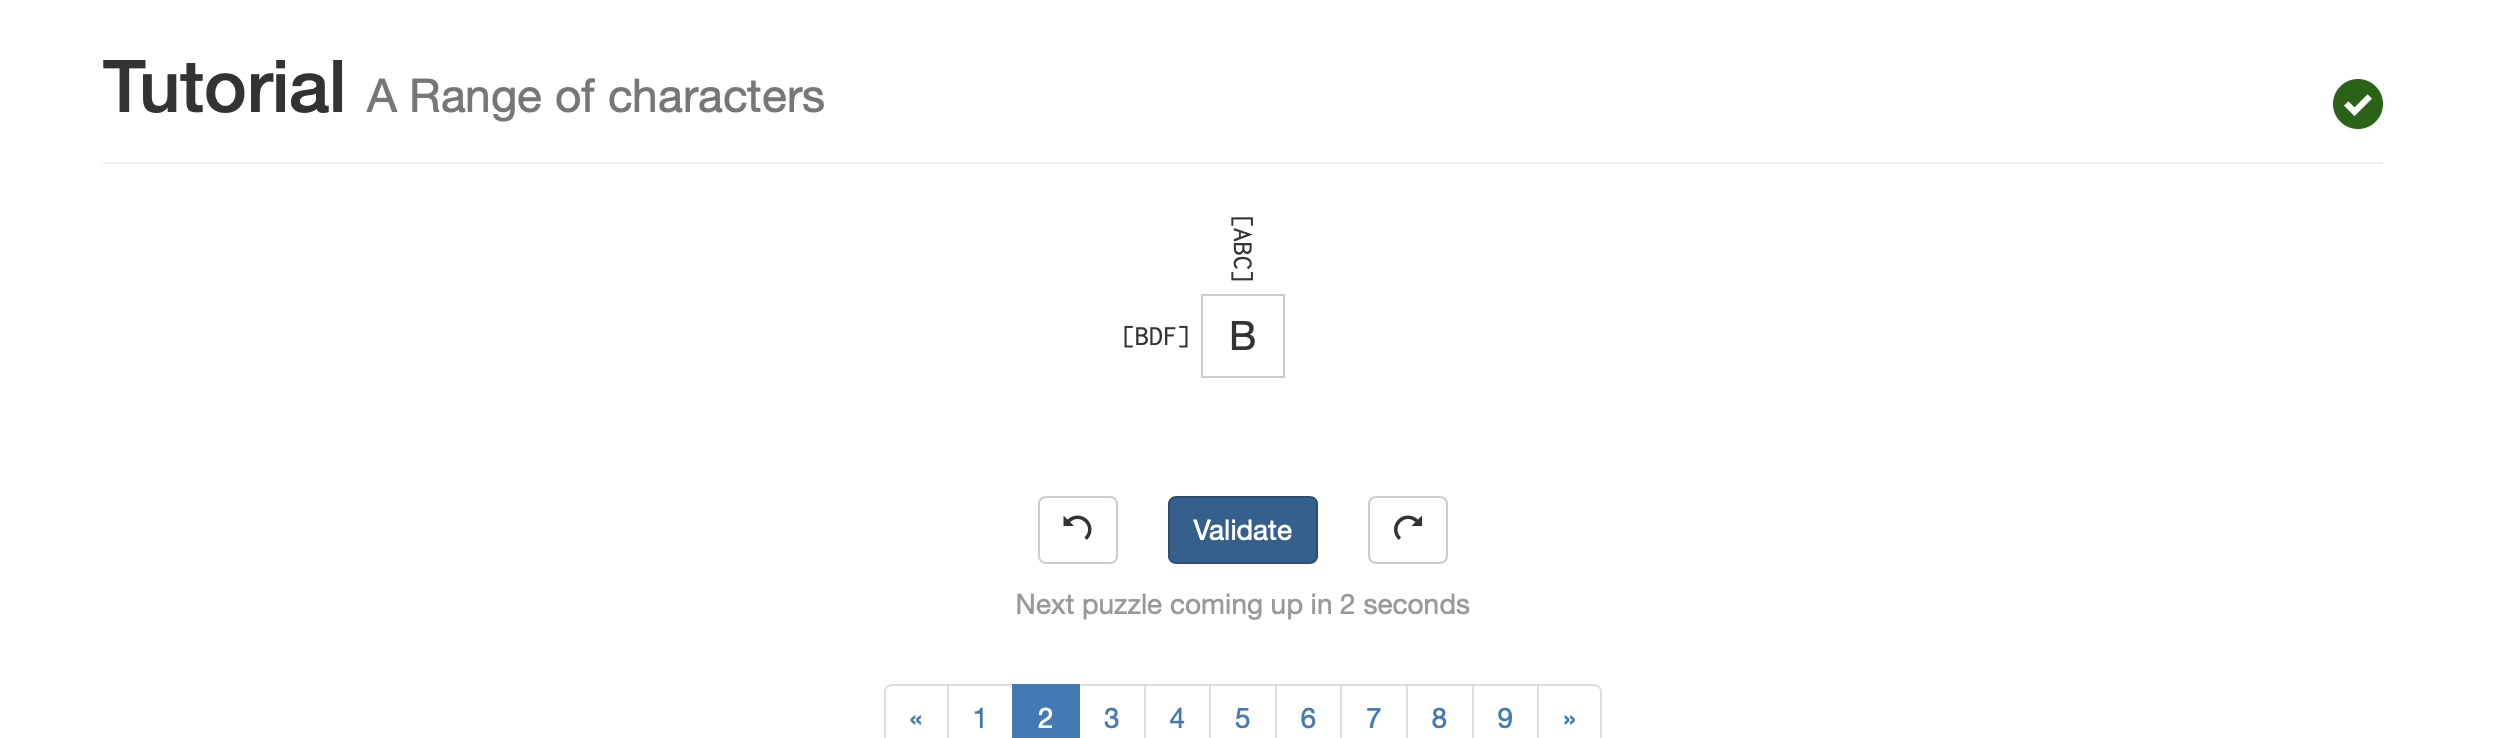 Tutorial A Range of characters
[ABC]
[BDF] B
Validate
Next puzzle coming up in 2 seconds
« 1 2 3 4 5 6 7 8 9 »